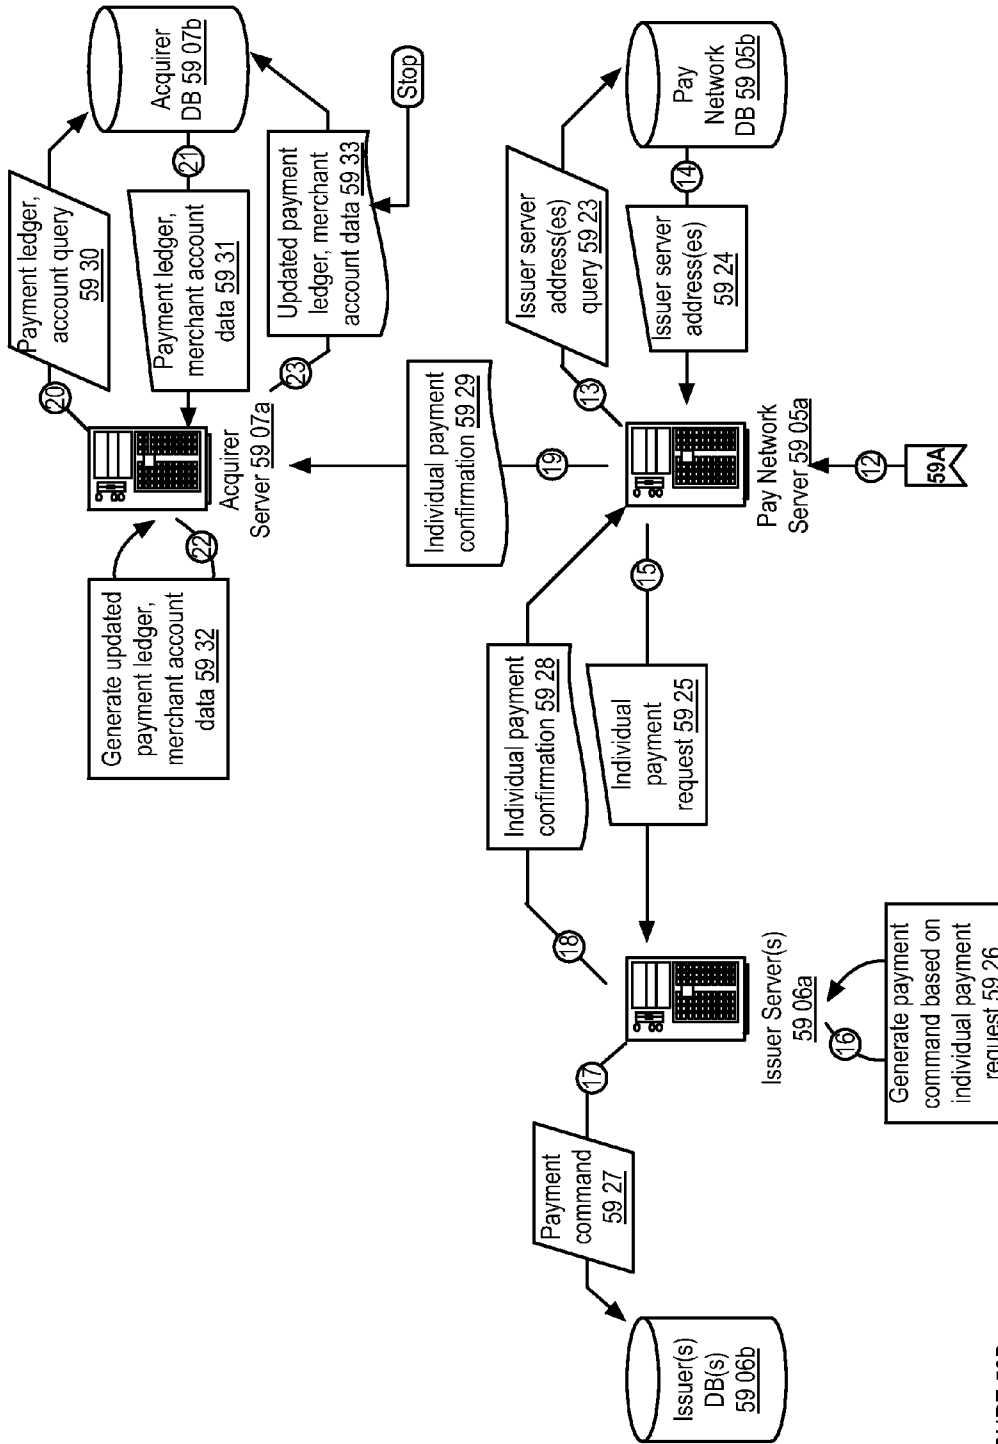 Generate updated
payment ledger,
merchant account
data 59 32
20
Payment ledger,
account query
59 30
Acquirer
DB 59 07b
21
Payment ledger,
merchant account
data 59 31
Acquirer
Server 59 07a
22
23
Updated payment
ledger, merchant
account data 59 33
Stop
Individual payment
confirmation 59 29
19
Individual payment
confirmation 59 28
18
Issuer server
address(es)
query 59 23
13
Pay
Network
DB 59 05b
14
Issuer server
address(es)
59 24
Payment
command
59 27
17
Individual
payment
request 59 25
15
Issuer(s)
DB(s)
59 06b
Issuer Server(s)
59 06a
Pay Network
Server 59 05a
16
12
59A
Generate payment
command based on
individual payment
request 59 26